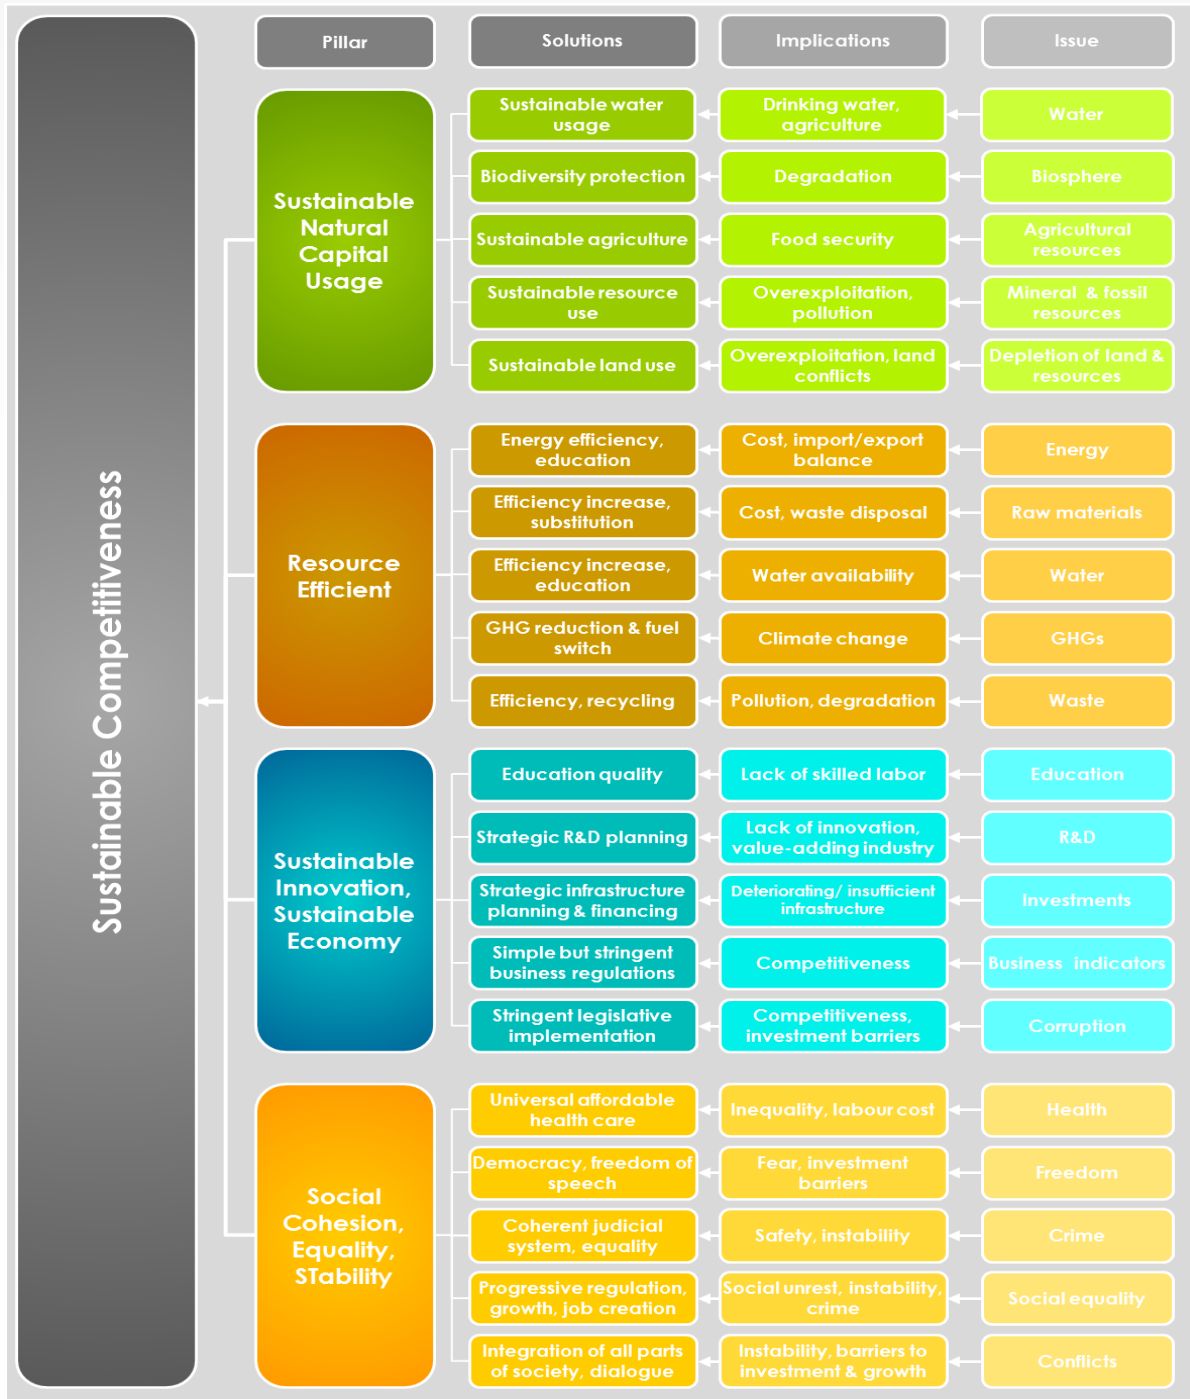 Sustainable Competitiveness
Pillar
Solutions
Implications
Issue
Sustainable
Natural
Capital
Usage
Sustainable water
usage
Drinking water,
agriculture
Water
Biodiversity protection
Degradation
Biosphere
Sustainable agriculture
Food security
Agricultural
resources
Sustainable resource
use
Overexploitation,
pollution
Mineral & fossil
resources
Sustainable land use
Overexploitation, land
conflicts
Depletion of land &
resources
Resource
Efficient
Energy efficiency,
education
Cost, import/export
balance
Energy
Efficiency increase,
substitution
Cost, waste disposal
Raw materials
Efficiency increase,
education
Water availability
Water
GHG reduction & fuel
switch
Climate change
GHGs
Efficiency, recycling
Pollution, degradation
Waste
Sustainable
Innovation,
Sustainable
Economy
Education quality
Lack of skilled labor
Education
Strategic R&D planning
Lack of innovation,
value-adding industry
R&D
Strategic infrastructure
planning & financing
Deteriorating/ insufficient
infrastructure
Investments
Simple but stringent
business regulations
Competitiveness
Business indicators
Stringent legislative
implementation
Competitiveness,
investment barriers
Corruption
Social
Cohesion,
Equality,
STability
Universal affordable
health care
Inequality, labour cost
Health
Democracy, freedom of
speech
Fear, investment
barriers
Freedom
Coherent judicial
system, equality
Safety, instability
Crime
Progressive regulation,
growth, job creation
Social unrest, instability,
crime
Social equality
Integration of all parts
of society, dialogue
Instability, barriers to
investment & growth
Conflicts